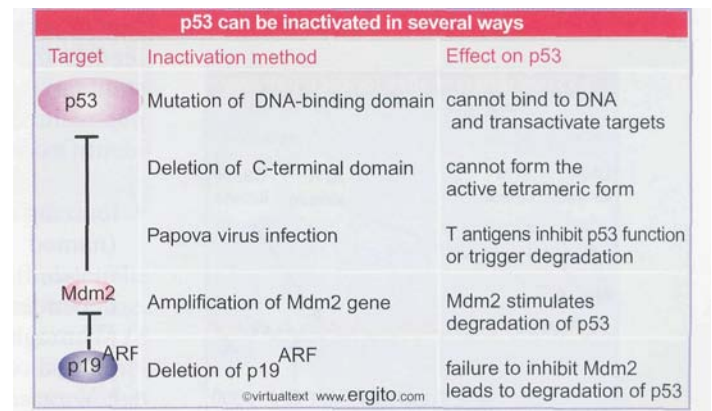 p53 can be inactivated in several ways
Target Inactivation method Effect on p53
p53 Mutation of DNA-binding domain cannot bind to DNA
and transactivate targets
Deletion of C-terminal domain cannot form the
active tetrameric form
Papova virus infection T antigens inhibit p53 function
or trigger degradation
Mdm2 Amplification of Mdm2 gene Mdm2 stimulates
degradation of p53
p19ARF Deletion of p19ARF failure to inhibit Mdm2
©virtualtext www.ergito.com leads to degradation of p53